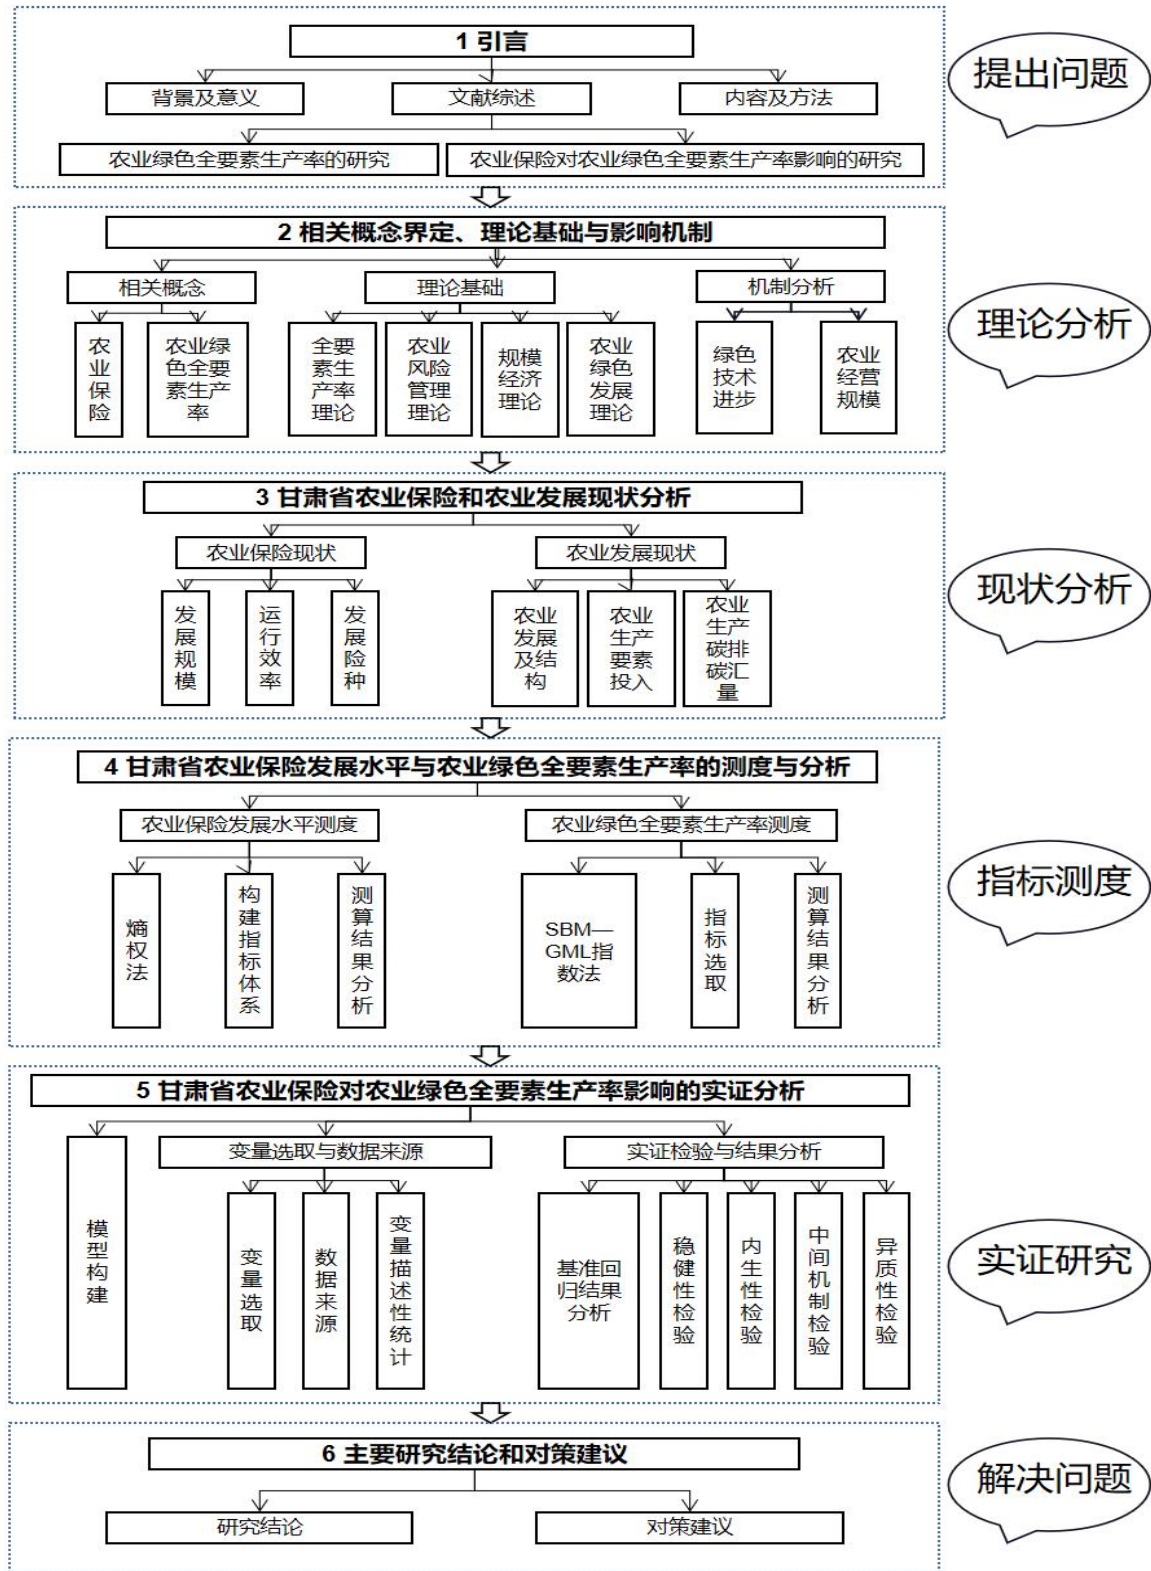 1 引言
提出问题
背景及意义
文献综述
内容及方法
农业绿色全要素生产率的研究
农业保险对农业绿色全要素生产率影响的研究
2 相关概念界定、理论基础与影响机制
理论分析
相关概念
理论基础
机制分析
农业保险
农业绿
色全要
素生产
率
全要
素生
产率
理论
农业
风险
管理
理论
规模
经济
理论
农业
绿色
发展
理论
绿色
技术
进步
农业
经营
规模
3 甘肃省农业保险和农业发展现状分析
现状分析
农业保险现状
农业发展现状
发展规模
运行效率
发展险种
农业
发展
及结
构
农业
生产
要素
投入
农业
生产
碳排
碳汇
量
4 甘肃省农业保险发展水平与农业绿色全要素生产率的测度与分析
指标测度
农业保险发展水平测度
农业绿色全要素生产率测度
熵权法
构建指标体系
测算结果分析
SBM—
GML指
数法
指标选取
测算结果分析
5 甘肃省农业保险对农业绿色全要素生产率影响的实证分析
实证研究
模型构建
变量选取与数据来源
实证检验与结果分析
变量选取
数据来源
变量描述性统计
基准回
归结果
分析
稳健性检验
内生性检验
中间机制检验
异质性检验
6 主要研究结论和对策建议
解决问题
研究结论
对策建议